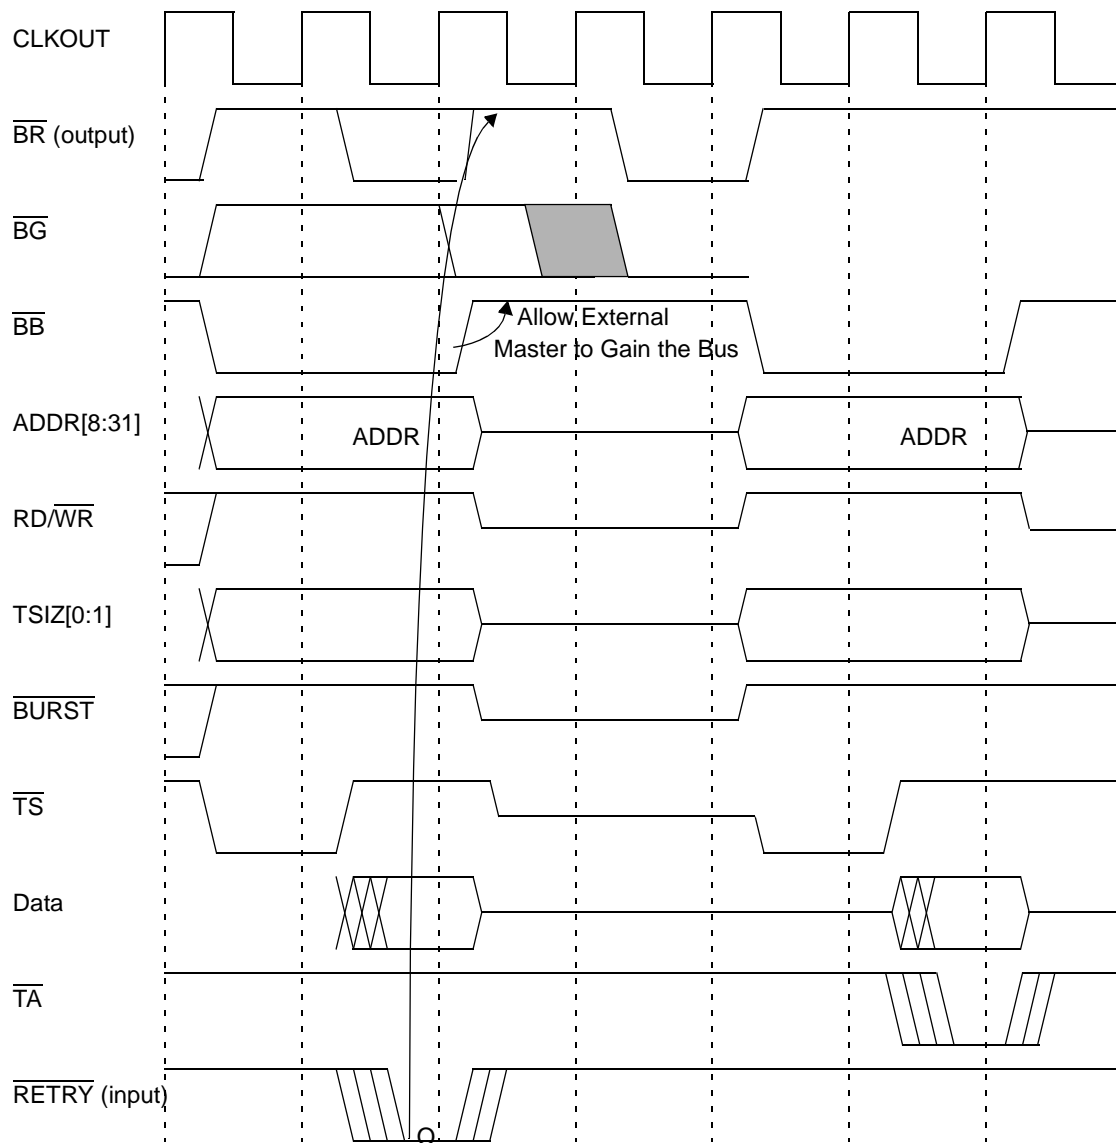 CLKOUT
BR (output)
BG
BB
Allow External
Master to Gain the Bus
ADDR[8:31]
ADDR
ADDR
RD/WR
TSIZ[0:1]
BURST
TS
Data
TA
RETRY (input)
O